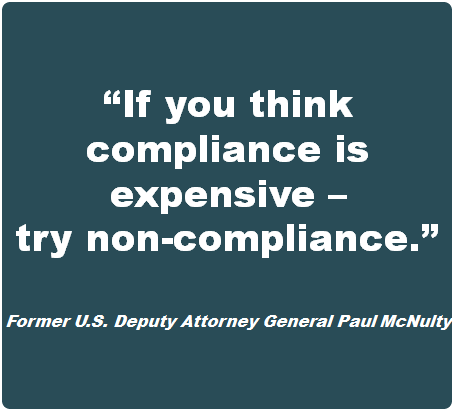 “If you think
compliance is
expensive –
try non-compliance.”
Former U.S. Deputy Attorney General Paul McNulty